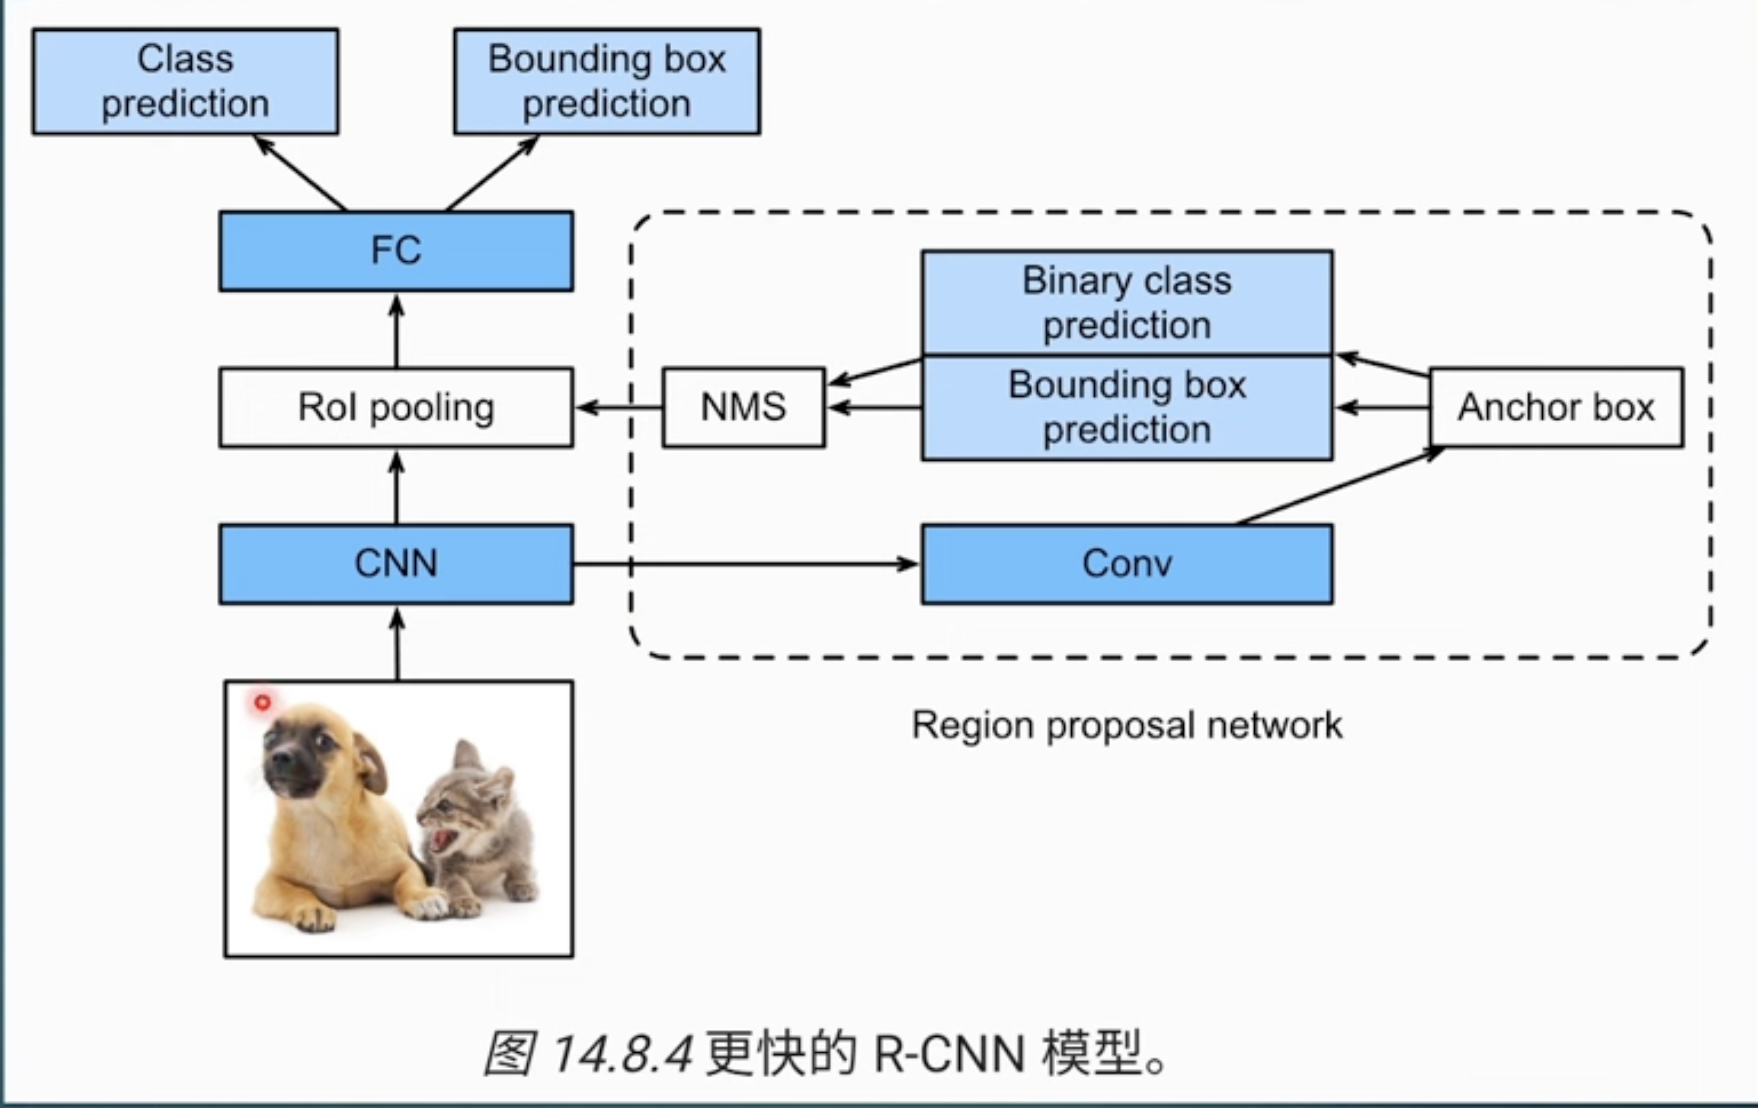 Class
prediction
Bounding box
prediction
FC
Binary class
prediction
RoI pooling
NMS
Bounding box
prediction
Anchor box
CNN
Conv
Region proposal network
图 14.8.4 更快的 R-CNN 模型。